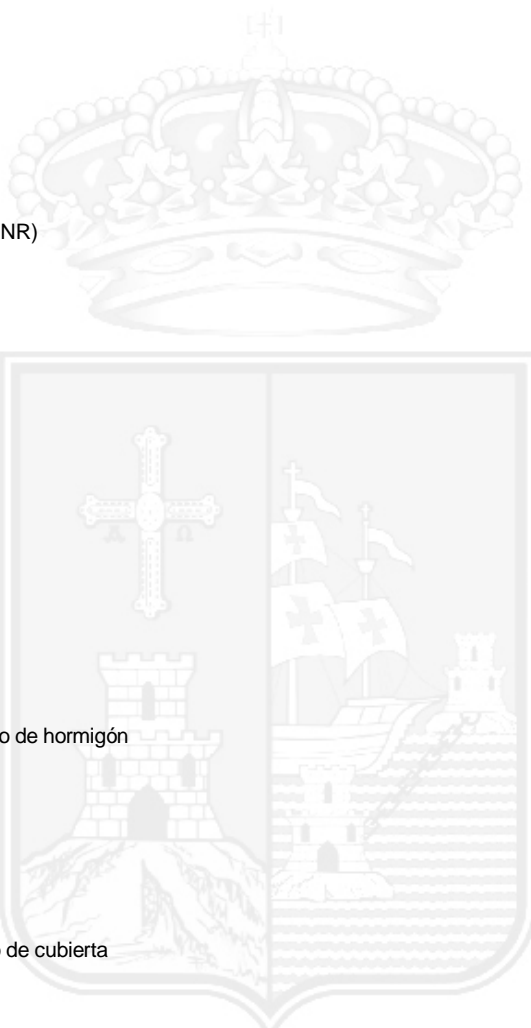 NR)
Α Ω
o de hormigón
o de cubierta